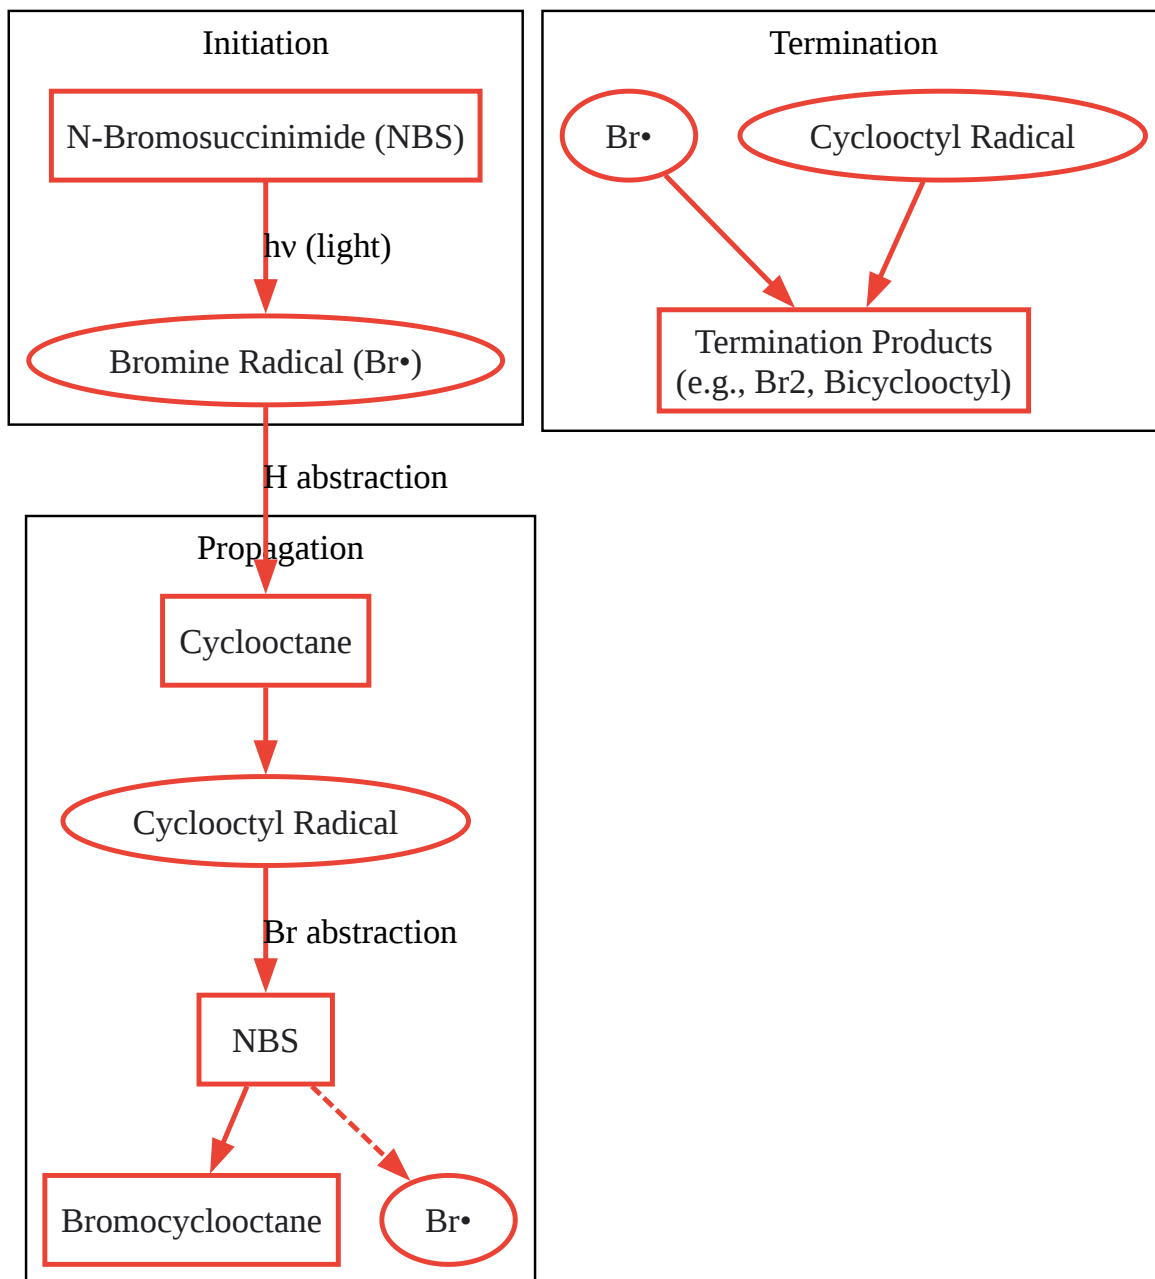 Initiation
N-Bromosuccinimide (NBS)
hν (light)
Bromine Radical (Br•)
H abstraction
Propagation
Cyclooctane
Cyclooctyl Radical
Br abstraction
NBS
Bromocyclooctane
Br•
Termination
Br•
Cyclooctyl Radical
Termination Products
(e.g., Br2, Bicyclooctyl)